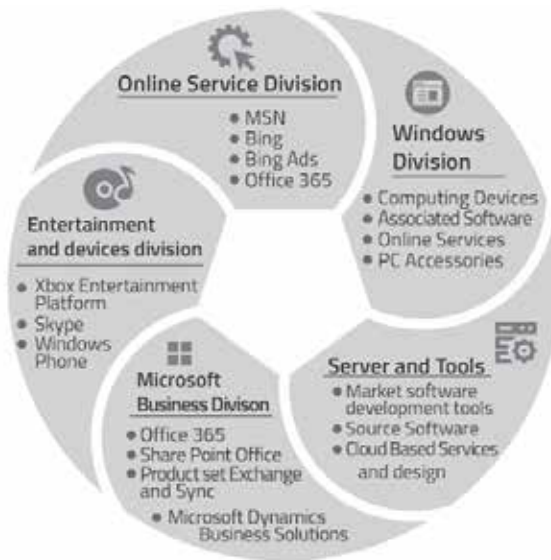 Online Service Division
● MSN
● Bing
● Bing Ads
● Office 365
Windows
Division
● Computing Devices
● Associated Software
● Online Services
● PC Accessories
Server and Tools
● Market software
development tools
● Source Software
● Cloud Based Services
and design
Microsoft
Business Divison
● Office 365
● Share Point Office
● Product set Exchange
and Sync
● Microsoft Dynamics
Business Solutions
Entertainment
and devices division
● Xbox Entertainment
Platform
● Skype
● Windows
Phone